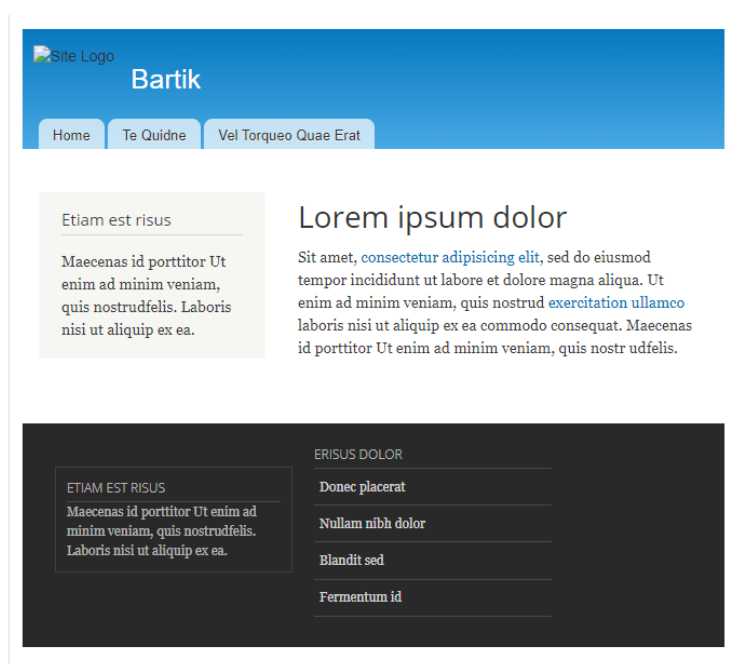 Site Logo
Bartik
Home
Te Quidne
Vel Torqueo Quae Erat
Etiam est risus
Maecenas id porttitor Ut
enim ad minim veniam,
quis nostrudfelis. Laboris
nisi ut aliquip ex ea.
Lorem ipsum dolor
Sit amet, consectetur adipisicing elit, sed do eiusmod
tempor incididunt ut labore et dolore magna aliqua. Ut
enim ad minim veniam, quis nostrud exercitation ullamco
laboris nisi ut aliquip ex ea commodo consequat. Maecenas
id porttitor Ut enim ad minim veniam, quis nostr udfelis.
ETIAM EST RISUS
Maecenas id porttitor Ut enim ad
minim veniam, quis nostrudfelis.
Laboris nisi ut aliquip ex ea.
ERISUS DOLOR
Donec placerat
Nullam nibh dolor
Blandit sed
Fermentum id